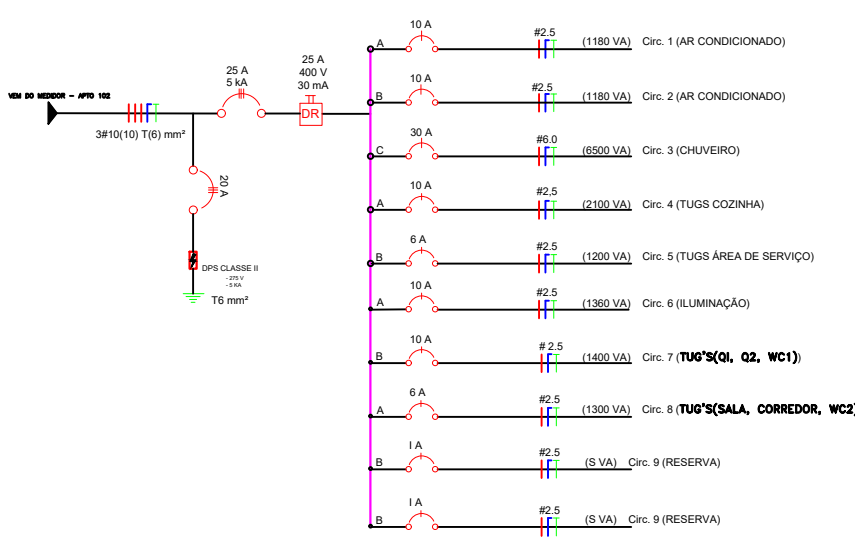 VEM DO MEDIDOR - APTO 102
3#10(10) T(6) mm²
25 A
5 kA
25 A
400 V
30 mA
DR
20 A
DPS CLASSE II
- 275 V
- 5 KA
T6 mm²
A 10 A #2.5 (1180 VA) Circ. 1 (AR CONDICIONADO)
B 10 A #2.5 (1180 VA) Circ. 2 (AR CONDICIONADO)
C 30 A #6.0 (6500 VA) Circ. 3 (CHUVEIRO)
A 10 A #2,5 (2100 VA) Circ. 4 (TUGS COZINHA)
B 6 A #2.5 (1200 VA) Circ. 5 (TUGS ÁREA DE SERVIÇO)
A 10 A #2.5 (1360 VA) Circ. 6 (ILUMINAÇÃO)
B 10 A # 2.5 (1400 VA) Circ. 7 (TUG'S(QI, Q2, WC1))
A 6 A #2.5 (1300 VA) Circ. 8 (TUG'S(SALA, CORREDOR, WC2)
B I A #2.5 (S VA) Circ. 9 (RESERVA)
B I A #2.5 (S VA) Circ. 9 (RESERVA)